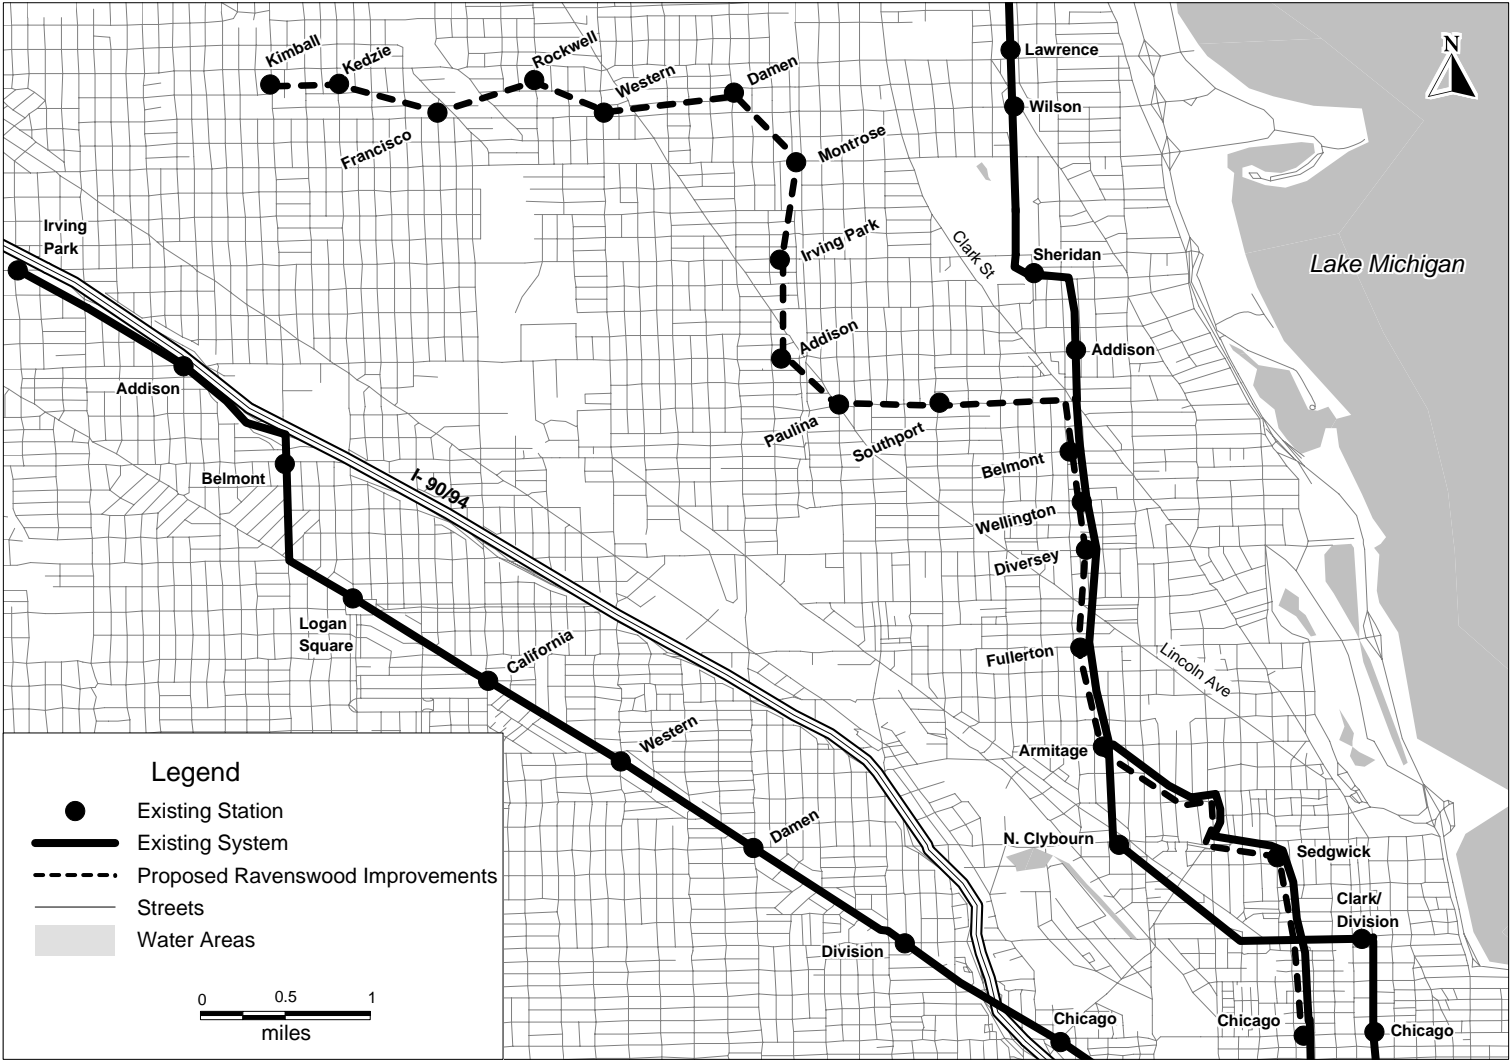 Kimball
Kedzie
Rockwell
Western
Damen
Francisco
Montrose
Lawrence
Wilson
N
Irving
Park
Irving Park
Clark St
Sheridan
Lake Michigan
Addison
Addison
Addison
Paulina
Southport
Belmont
Belmont
I- 90/94
Wellington
Diversey
Logan
Square
California
Fullerton
Lincoln Ave
Western
Armitage
Damen
N. Clybourn
Sedgwick
Clark/
Division
Division
Chicago
Chicago
Chicago
Legend
Existing Station
Existing System
Proposed Ravenswood Improvements
Streets
Water Areas
0 0.5 1
miles